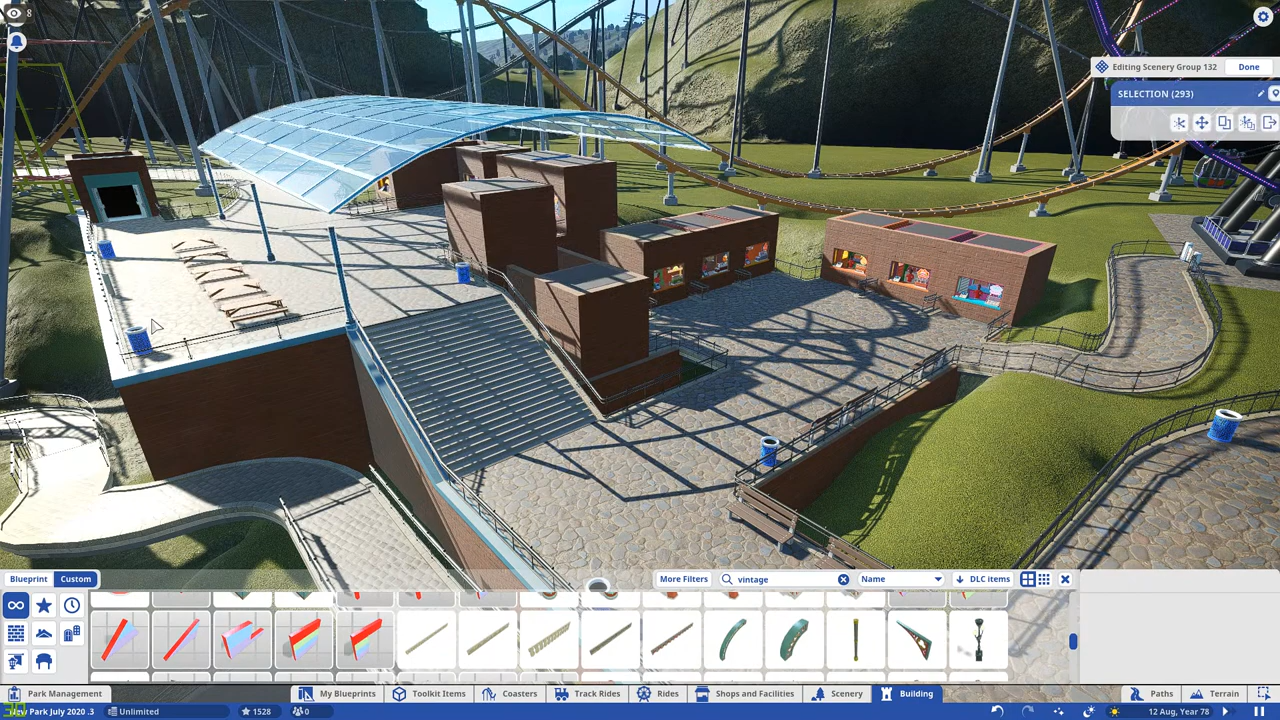 8
Editing Scenery Group 132 Done
SELECTION (293)
Blueprint Custom More Filters vintage Name DLC items
Park Management My Blueprints Toolkit Items Coasters Track Rides Rides Shops and Facilities Scenery Building Paths Terrain
New Park July 2020 .3 Unlimited 1528 0 12 Aug, Year 78